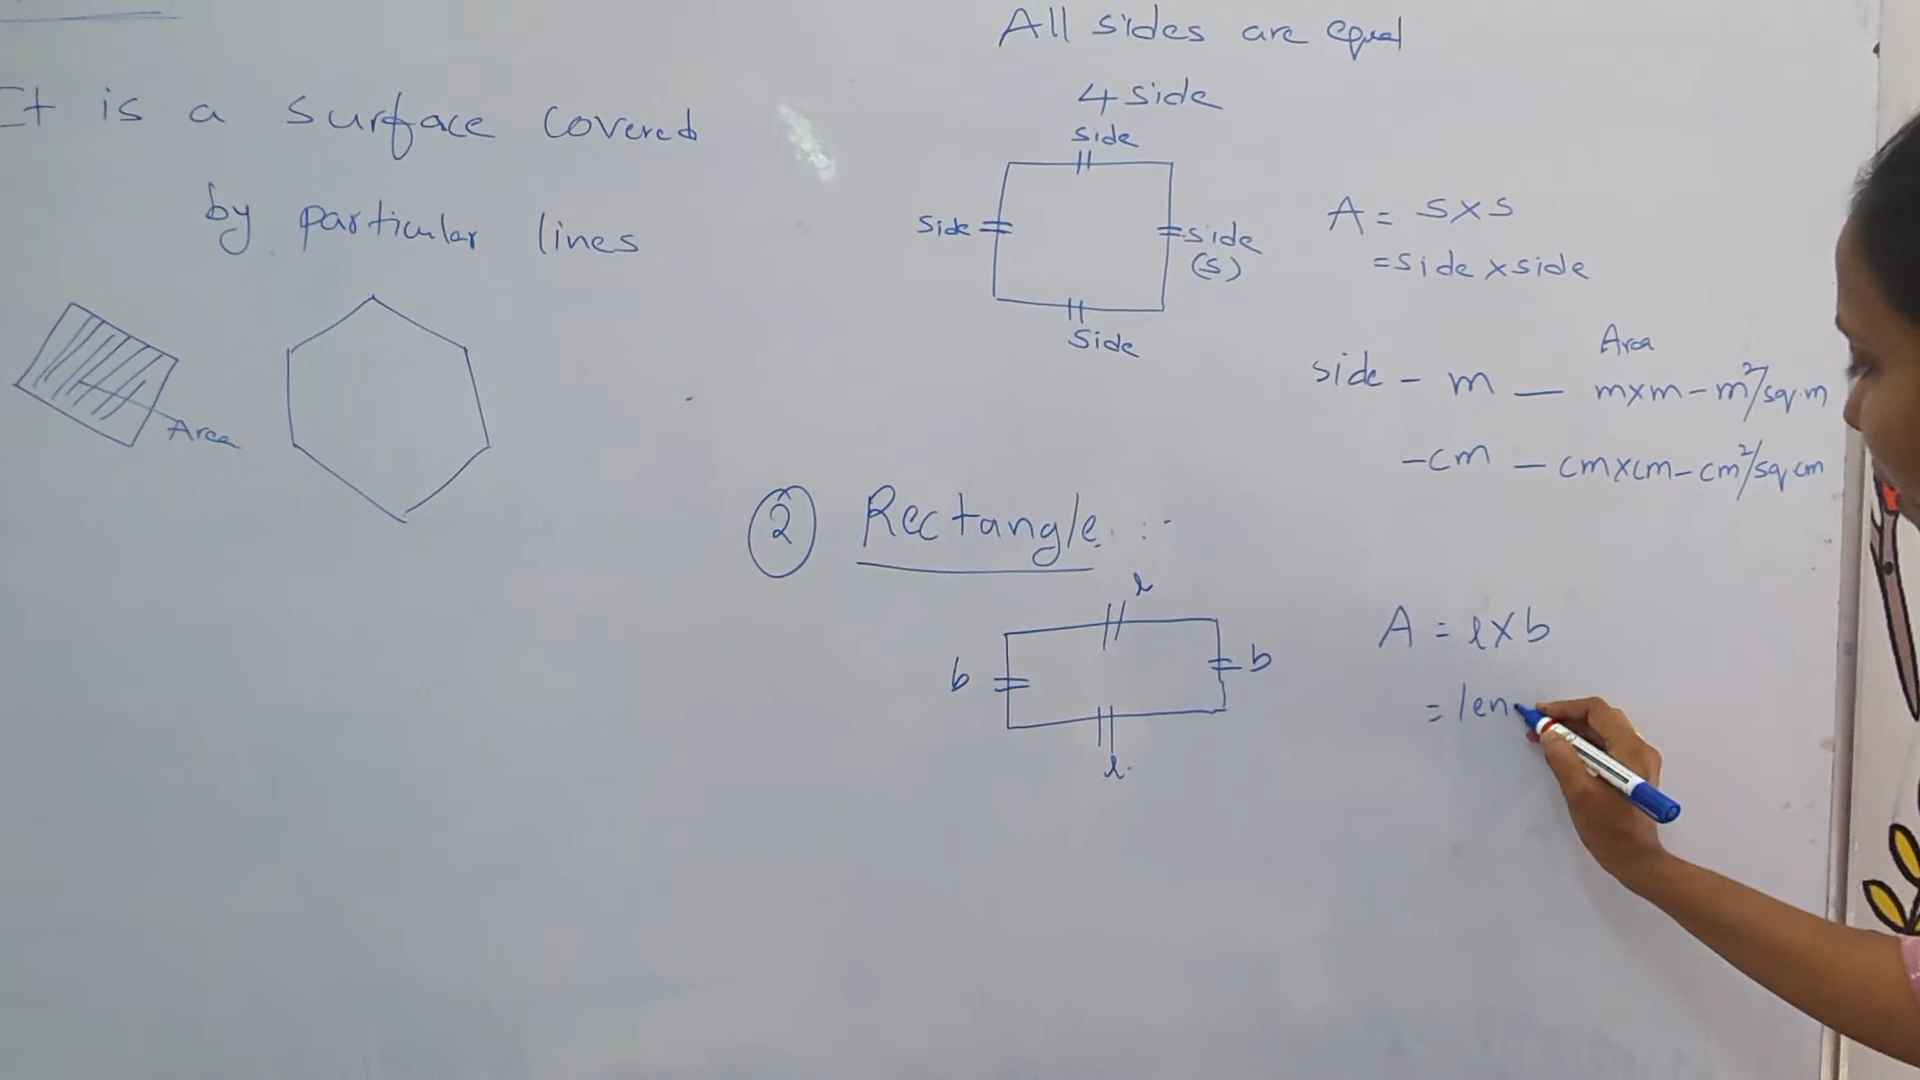 It is a surface covered
by particular lines
Area
All sides are equal
4 side
side
side
side
(s)
side
A = s×s
= side × side
Area
side - m — m×m - m²/sq.m
- cm — cm×cm - cm²/sq.cm
② Rectangle :-
l
b
b
l
A = l×b
= len